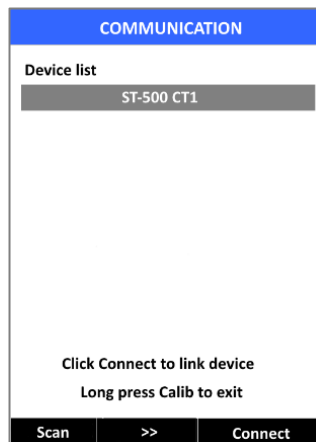 COMMUNICATION
Device list
ST-500 CT1
Click Connect to link device
Long press Calib to exit
Scan >> Connect